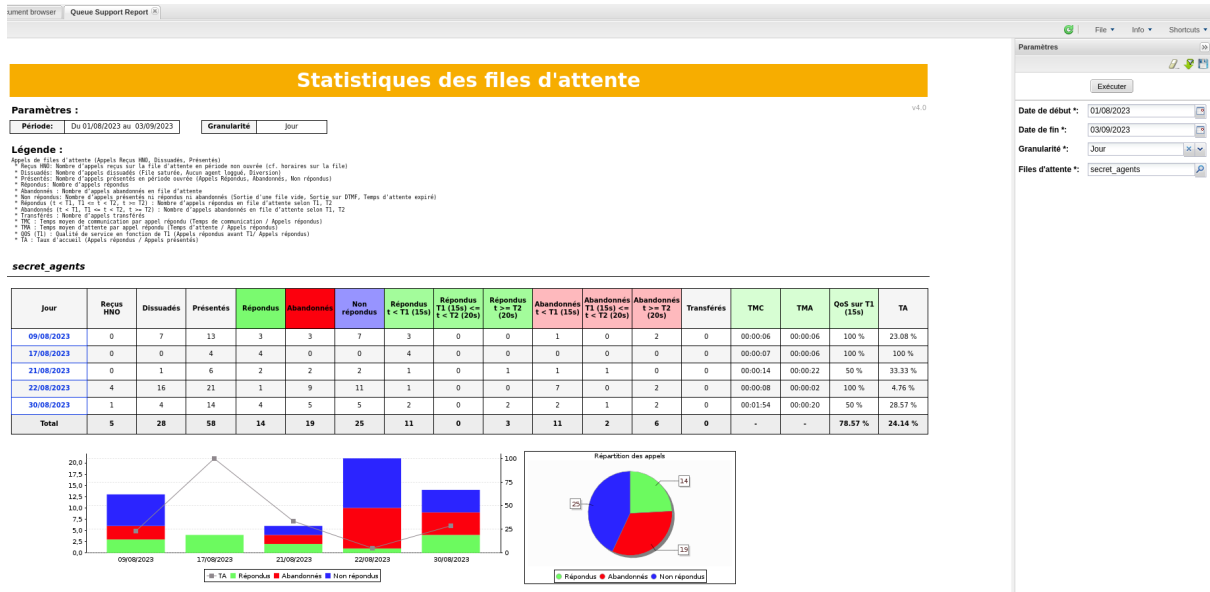 ument browser Queue Support Report
File Info Shortcuts
Statistiques des files d'attente
v4.0
Paramètres :
Période: Du 01/08/2023 au 03/09/2023 Granularité Jour
Légende :
Appels de files d'attente (Appels Reçus HNO, Dissuadés, Présentés)
* Reçus HNO: Nombre d'appels reçus sur la file d'attente en période non ouvrée (cf. horaires sur la file)
* Dissuadés: Nombre d'appels dissuadés (File saturée, Aucun agent loggué, Diversion)
* Présentés: Nombre d'appels présentés en période ouvrée (Appels Répondus, Abandonnés, Non répondus)
* Répondus: Nombre d'appels répondus
* Abandonnés : Nombre d'appels abandonnés en file d'attente
* Non répondus: Nombre d'appels présentés ni répondus ni abandonnés (Sortie d'une file vide, Sortie sur DTMF, Temps d'attente expiré)
* Répondus (t < T1, T1 <= t < T2, t >= T2) : Nombre d'appels répondus en file d'attente selon T1, T2
* Abandonnés (t < T1, T1 <= t < T2, t >= T2) : Nombre d'appels abandonnés en file d'attente selon T1, T2
* Transférés : Nombre d'appels transférés
* TMC : Temps moyen de communication par appel répondu (Temps de communication / Appels répondus)
* TMA : Temps moyen d'attente par appel répondu (Temps d'attente / Appels répondus)
* QOS (T1) : Qualité de service en fonction de T1 (Appels répondus avant T1/ Appels répondus)
* TA : Taux d'accueil (Appels répondus / Appels présentés)
secret_agents
Jour Reçus HNO Dissuadés Présentés Répondus Abandonnés Non répondus Répondus t < T1 (15s) Répondus T1 (15s) <= t < T2 (20s) Répondus t >= T2 (20s) Abandonnés t < T1 (15s) Abandonnés T1 (15s) <= t < T2 (20s) Abandonnés t >= T2 (20s) Transférés TMC TMA QoS sur T1 (15s) TA
09/08/2023 0 7 13 3 3 7 3 0 0 1 0 2 0 00:00:06 00:00:06 100 % 23.08 %
17/08/2023 0 0 4 4 0 0 4 0 0 0 0 0 0 00:00:07 00:00:06 100 % 100 %
21/08/2023 0 1 6 2 2 2 1 0 1 1 1 0 0 00:00:14 00:00:22 50 % 33.33 %
22/08/2023 4 16 21 1 9 11 1 0 0 7 0 2 0 00:00:08 00:00:02 100 % 4.76 %
30/08/2023 1 4 14 4 5 5 2 0 2 2 1 2 0 00:01:54 00:00:20 50 % 28.57 %
Total 5 28 58 14 19 25 11 0 3 11 2 6 0 - - 78.57 % 24.14 %
20,0
17,5
15,0
12,5
10,0
7,5
5,0
2,5
0,0
100
75
50
25
0
09/08/2023 17/08/2023 21/08/2023 22/08/2023 30/08/2023
TA Répondus Abandonnés Non répondus
Répartition des appels
14
25
19
Répondus Abandonnés Non répondus
Paramètres
Exécuter
Date de début *: 01/08/2023
Date de fin *: 03/09/2023
Granularité *: Jour
Files d'attente *: secret_agents